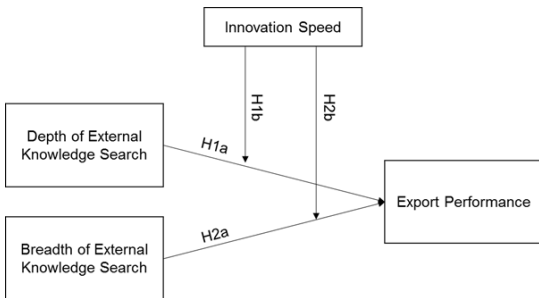 Innovation Speed
H1b
H2b
Depth of External
Knowledge Search
H1a
Export Performance
H2a
Breadth of External
Knowledge Search